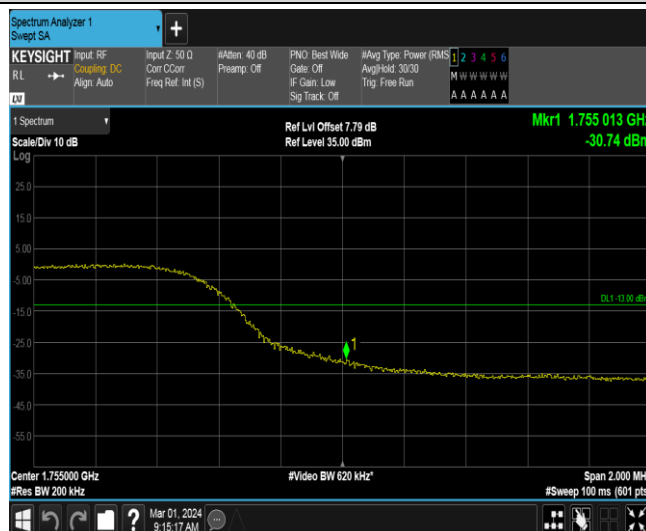 Spectrum Analyzer 1
Swept SA
+
KEYSIGHT
RL
LXI
Input: RF
Coupling: DC
Align: Auto
Input Z: 50 Ω
Corr CCorr
Freq Ref: Int (S)
#Atten: 40 dB
Preamp: Off
PNO: Best Wide
Gate: Off
IF Gain: Low
Sig Track: Off
#Avg Type: Power (RMS
Avg|Hold: 30/30
Trig: Free Run
1 2 3 4 5 6
M W W W W W
A A A A A A
1 Spectrum
Scale/Div 10 dB
Log
Ref Lvl Offset 7.79 dB
Ref Level 35.00 dBm
Mkr1 1.755 013 GHz
-30.74 dBm
25.0
15.0
5.00
-5.00
-15.0
-25.0
-35.0
-45.0
-55.0
DL1 -13.00 dBm
1
Center 1.755000 GHz
#Res BW 200 kHz
#Video BW 620 kHz*
Span 2.000 MH
#Sweep 100 ms (601 pts
?
Mar 01, 2024
9:15:17 AM